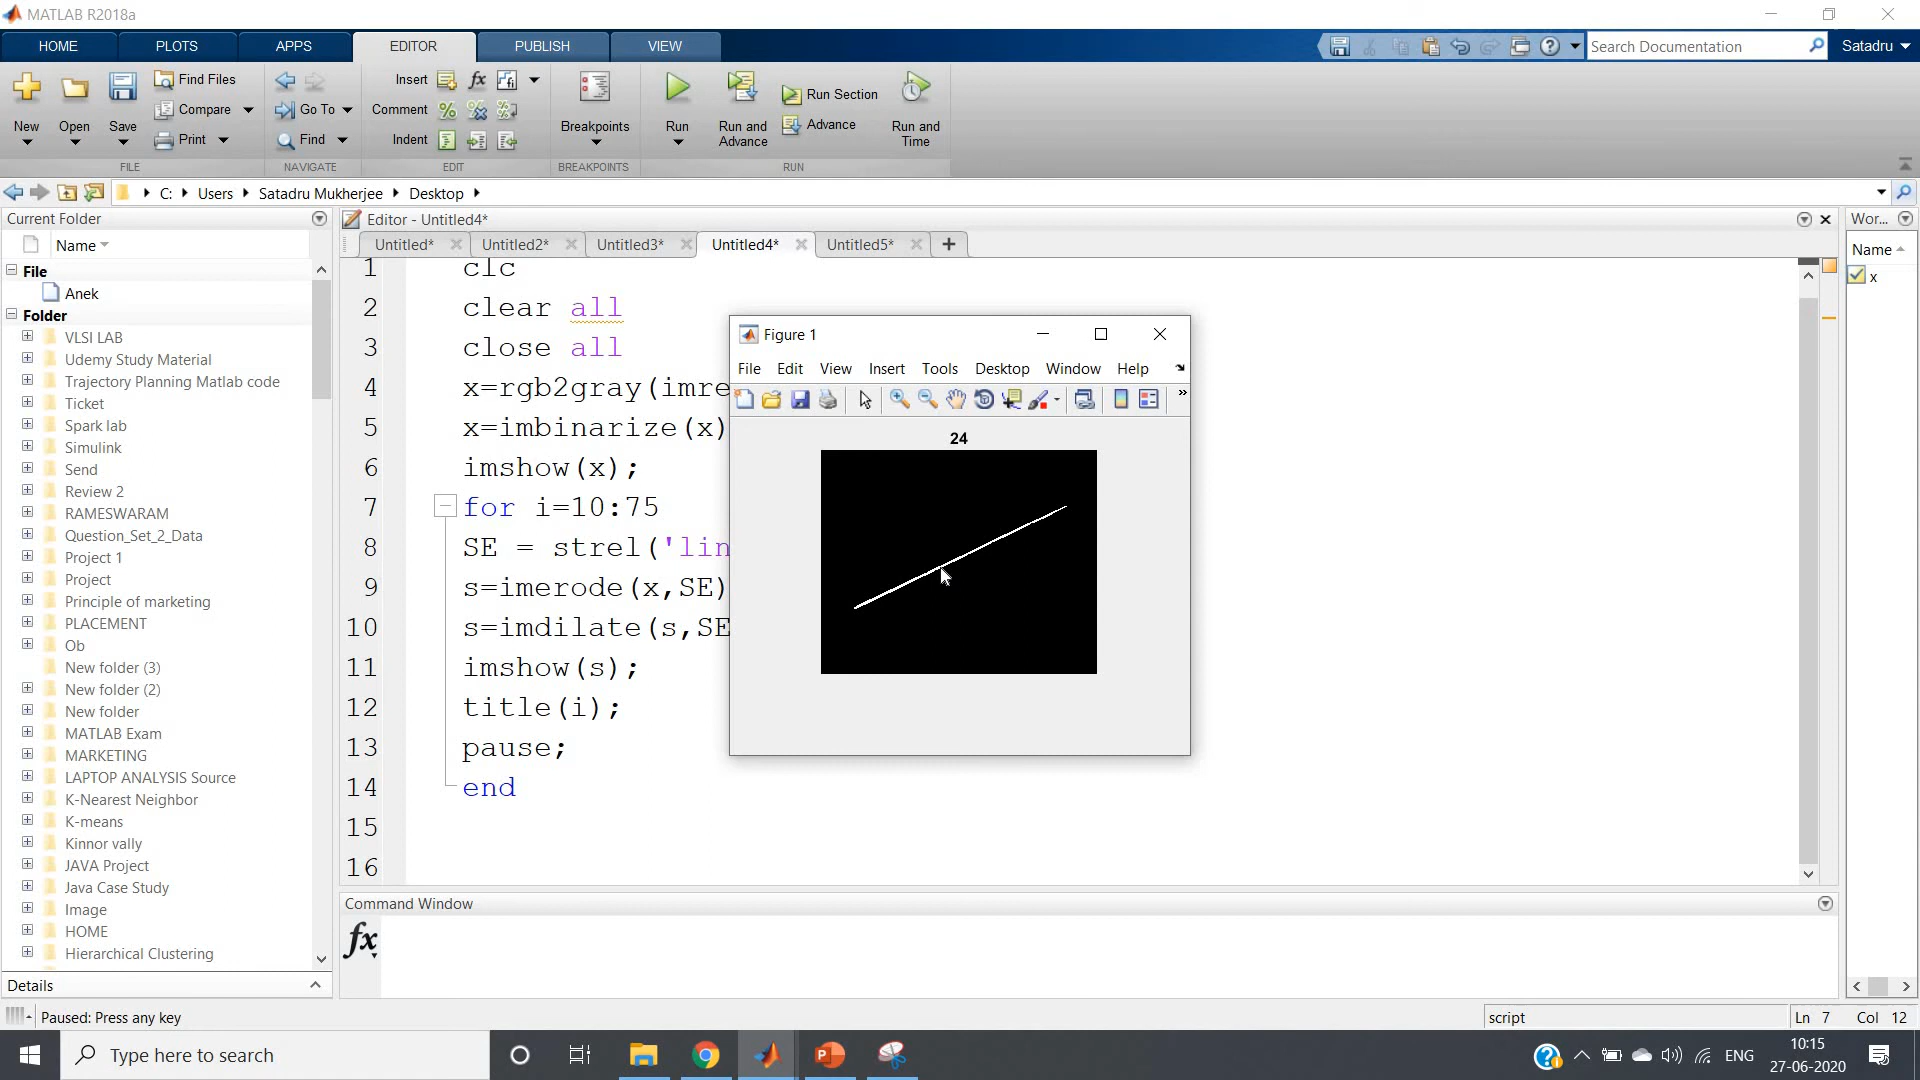 MATLAB R2018a
HOME PLOTS APPS EDITOR PUBLISH VIEW
Search Documentation Satadru
New Open Save Find Files Compare Print
FILE
Go To Find
NAVIGATE
Insert fx
Comment
Indent
EDIT
Breakpoints
BREAKPOINTS
Run Run and Advance Run Section Advance Run and Time
RUN
C: Users Satadru Mukherjee Desktop
Current Folder
Name
File
Anek
Folder
VLSI LAB
Udemy Study Material
Trajectory Planning Matlab code
Ticket
Spark lab
Simulink
Send
Review 2
RAMESWARAM
Question_Set_2_Data
Project 1
Project
Principle of marketing
PLACEMENT
Ob
New folder (3)
New folder (2)
New folder
MATLAB Exam
MARKETING
LAPTOP ANALYSIS Source
K-Nearest Neighbor
K-means
Kinnor vally
JAVA Project
Java Case Study
Image
HOME
Hierarchical Clustering
Details
Editor - Untitled4*
Untitled* Untitled2* Untitled3* Untitled4* Untitled5*
1 clc
2 clear all
3 close all
4 x=rgb2gray(imre
5 x=imbinarize(x)
6 imshow(x);
7 for i=10:75
8 SE = strel('lin
9 s=imerode(x,SE)
10 s=imdilate(s,SE
11 imshow(s);
12 title(i);
13 pause;
14 end
15
16
Figure 1
File Edit View Insert Tools Desktop Window Help
24
Command Window
fx
Wor...
Name
x
Paused: Press any key
script
Ln 7 Col 12
Type here to search
ENG
10:15
27-06-2020